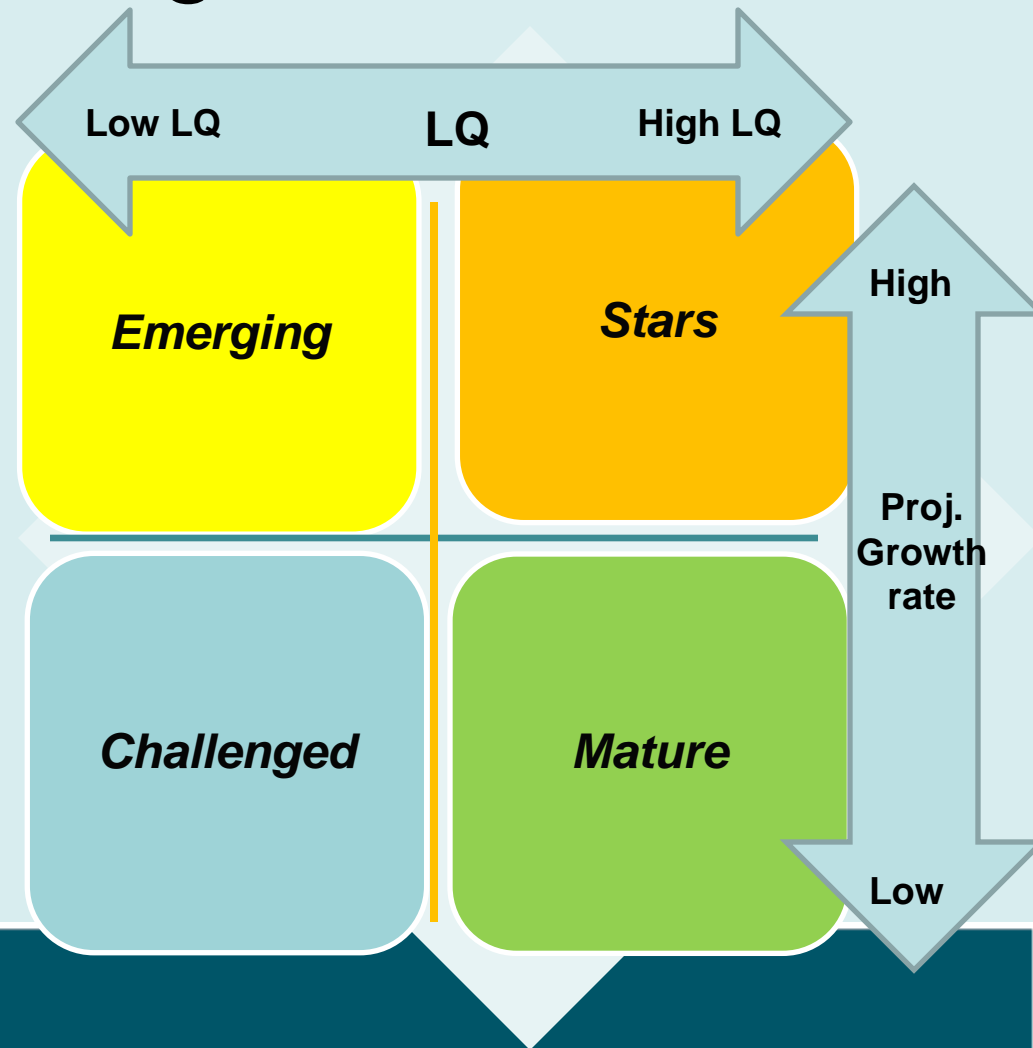 Low LQ LQ High LQ
Emerging Stars
High
Proj.
Growth
rate
Challenged Mature
Low